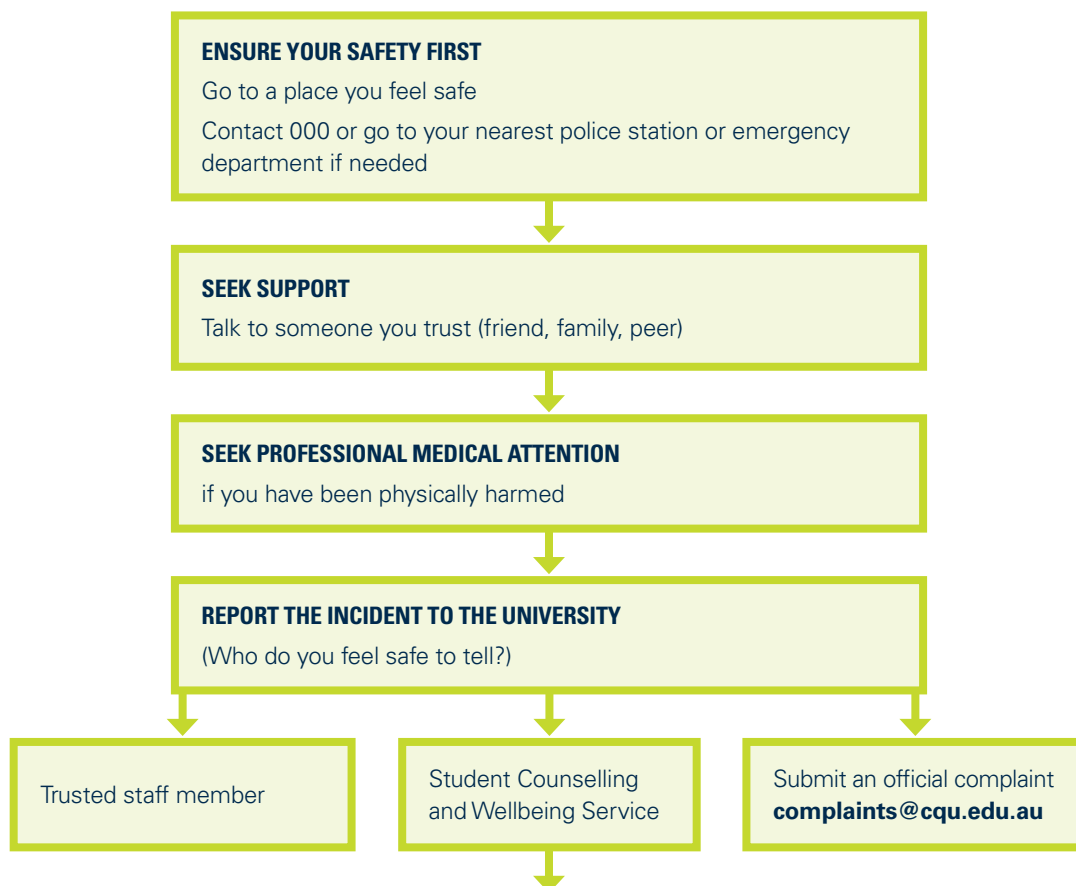 ENSURE YOUR SAFETY FIRST
Go to a place you feel safe
Contact 000 or go to your nearest police station or emergency
department if needed
SEEK SUPPORT
Talk to someone you trust (friend, family, peer)
SEEK PROFESSIONAL MEDICAL ATTENTION
if you have been physically harmed
REPORT THE INCIDENT TO THE UNIVERSITY
(Who do you feel safe to tell?)
Trusted staff member
Student Counselling
and Wellbeing Service
Submit an official complaint
complaints@cqu.edu.au